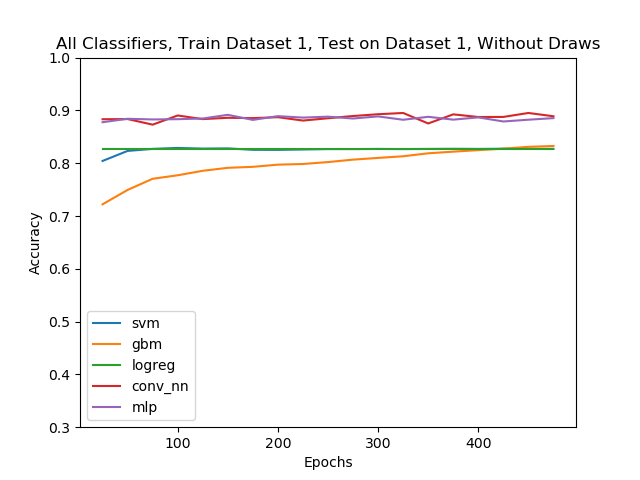 All Classifiers, Train Dataset 1, Test on Dataset 1, Without Draws
1.0
0.9
0.8
0.7
0.6
0.5
0.4
0.3
Accuracy
svm
gbm
logreg
conv_nn
mlp
100 200 300 400
Epochs